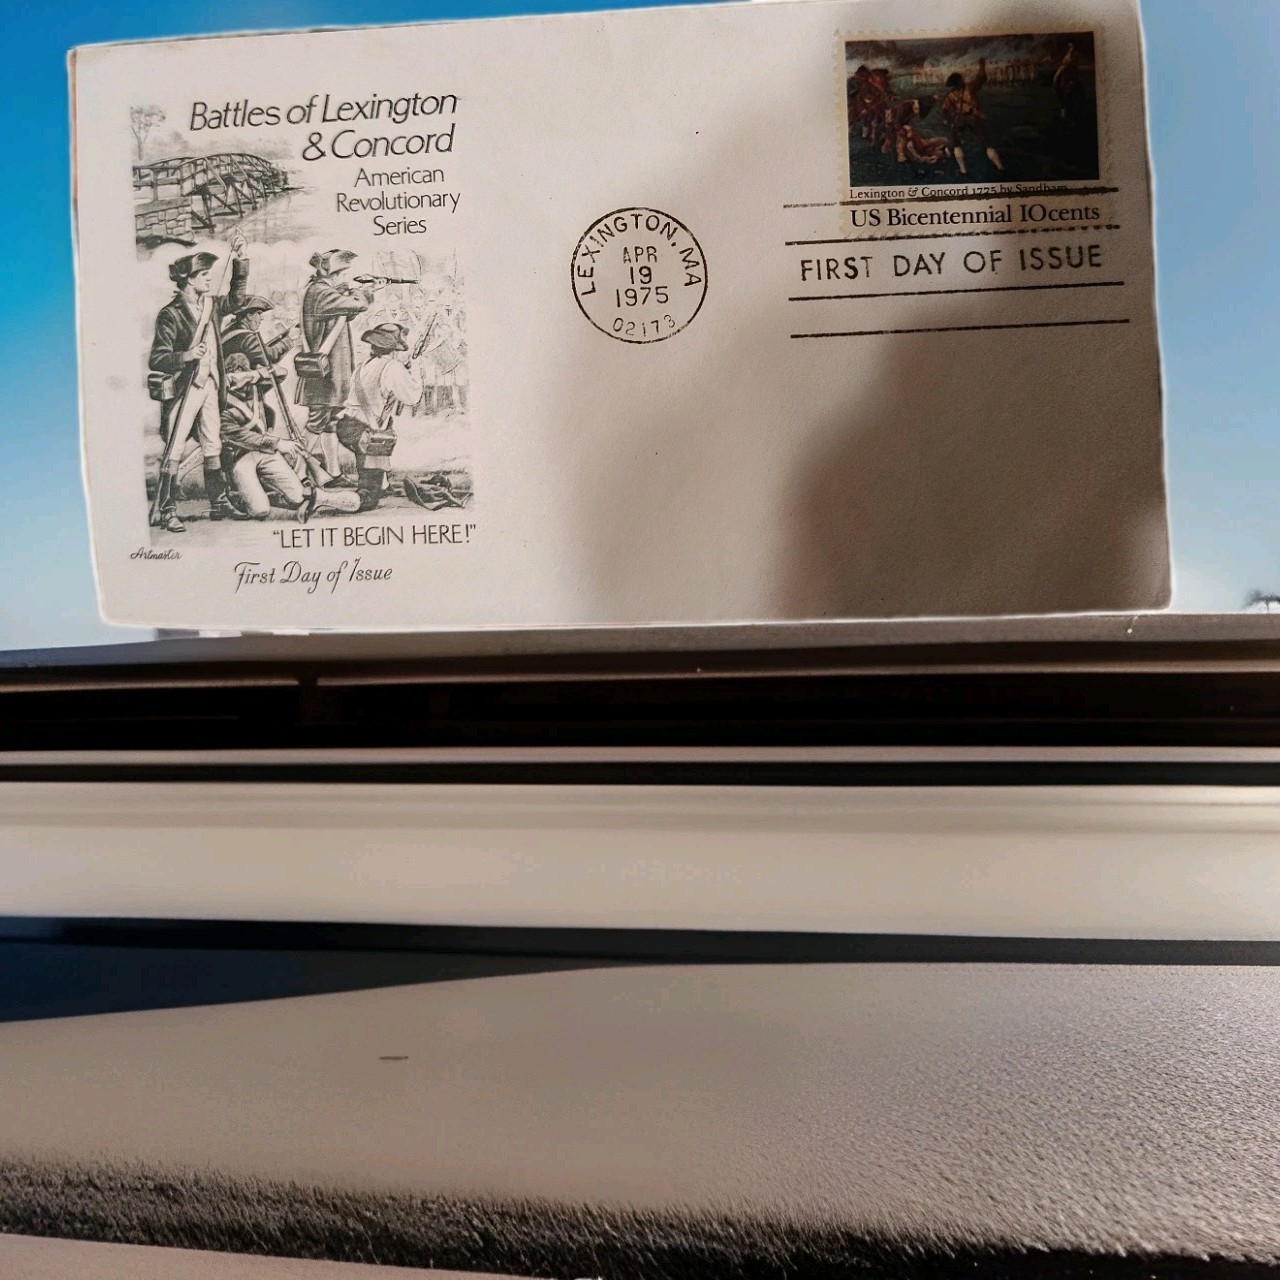 Battles of Lexington
& Concord
American
Revolutionary
Series
"LET IT BEGIN HERE!"
Artmaster
First Day of Issue
LEXINGTON, MA
APR
19
1975
02173
Lexington & Concord 1775 by Sandham
US Bicentennial IOcents
FIRST DAY OF ISSUE